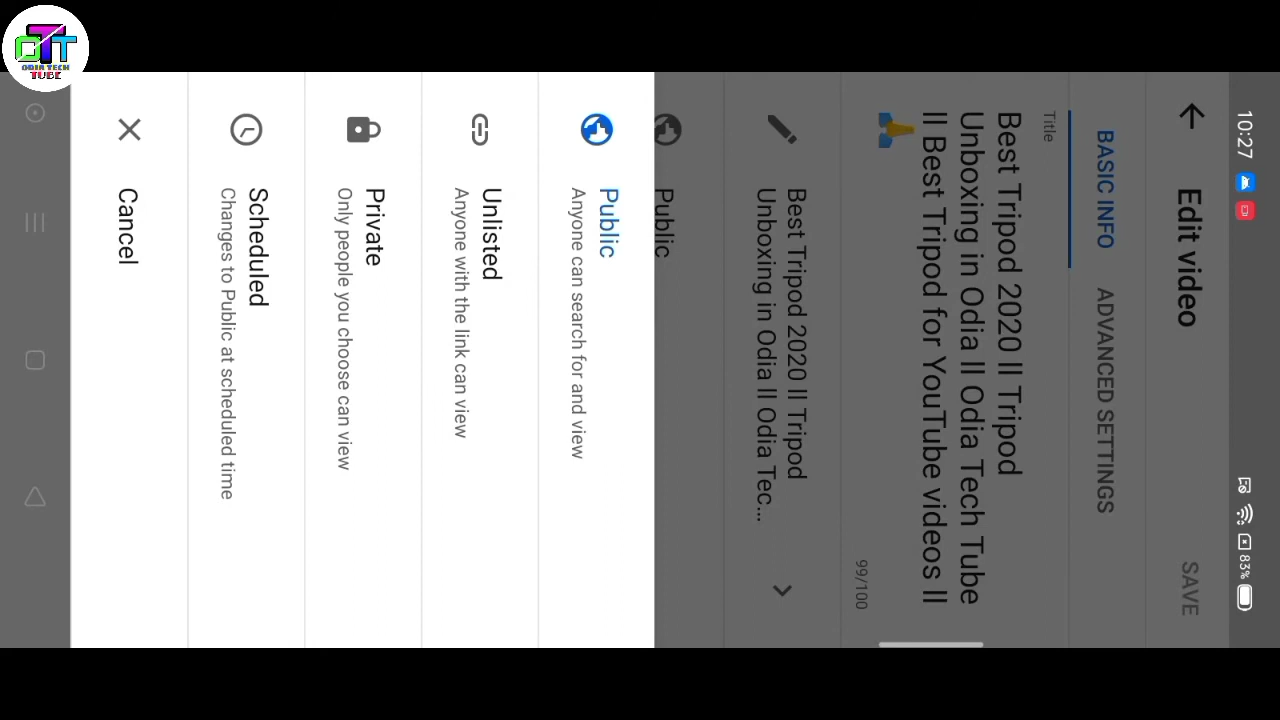 OTT
ODIA TECH
TUBE
10:27
83%
Edit video
SAVE
BASIC INFO
ADVANCED SETTINGS
Title
Best Tripod 2020 II Tripod
Unboxing in Odia II Odia Tech Tube
II Best Tripod for YouTube videos II
99/100
Best Tripod 2020 II Tripod
Unboxing in Odia II Odia Tec...
Public
Public
Anyone can search for and view
Unlisted
Anyone with the link can view
Private
Only people you choose can view
Scheduled
Changes to Public at scheduled time
Cancel